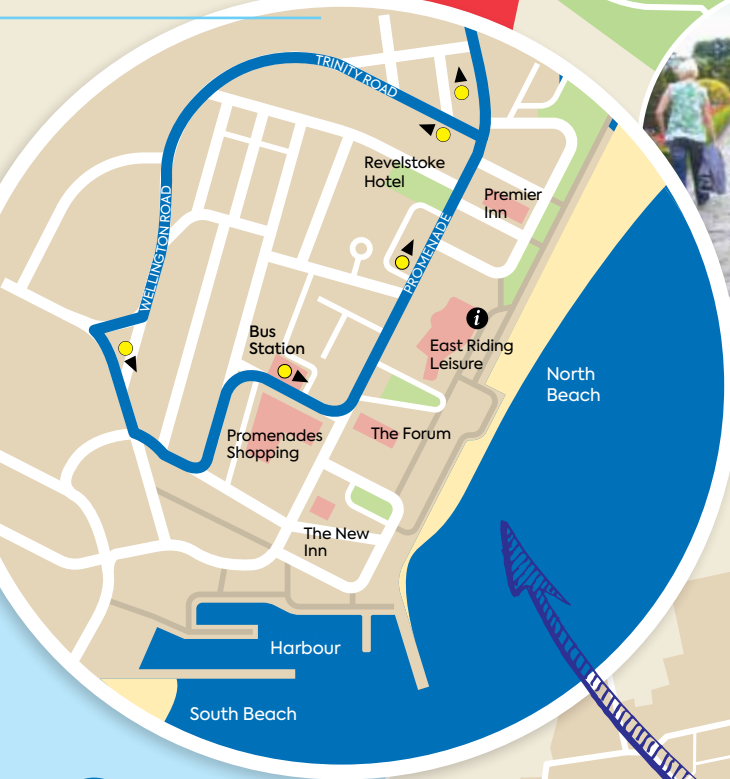 TRINITY ROAD
Revelstoke
Hotel
Premier
Inn
WELLINGTON ROAD
PROMENADE
i
Bus
Station
East Riding
Leisure
North
Beach
Promenades
Shopping
The Forum
The New
Inn
Harbour
South Beach